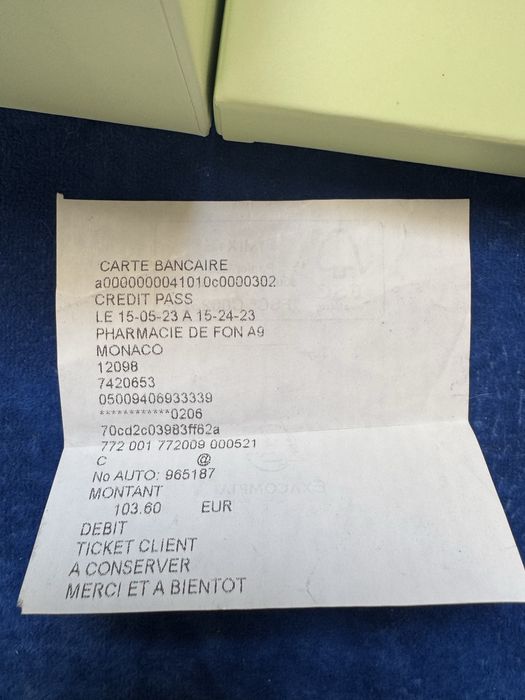 CARTE BANCAIRE
a0000000041010c0000302
CREDIT PASS
LE 15-05-23 A 15-24-23
PHARMACIE DE FON A9
MONACO
12098
7420653
05009406933339
************0206
70cd2c03983ff62a
772 001 772009 000521
C @
No AUTO: 965187
MONTANT
103.60 EUR
DEBIT
TICKET CLIENT
A CONSERVER
MERCI ET A BIENTOT